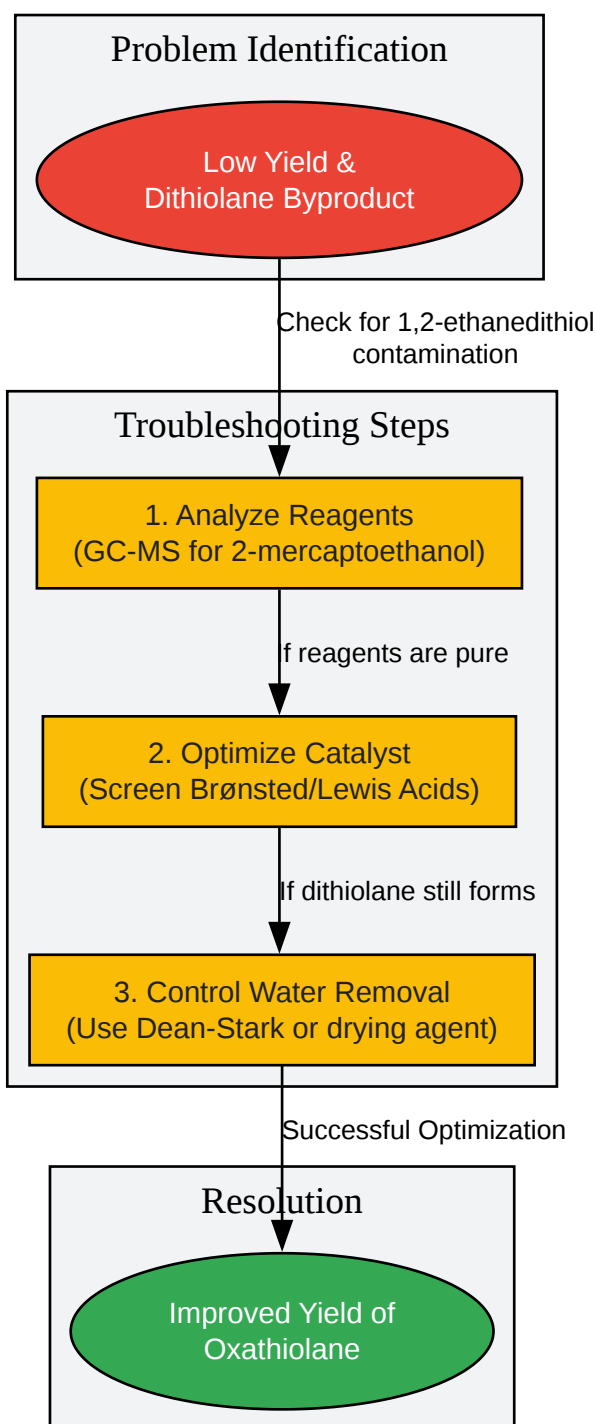 Problem Identification
Low Yield &
Dithiolane Byproduct
Check for 1,2-ethanedithiol
contamination
Troubleshooting Steps
1. Analyze Reagents
(GC-MS for 2-mercaptoethanol)
If reagents are pure
2. Optimize Catalyst
(Screen Brønsted/Lewis Acids)
If dithiolane still forms
3. Control Water Removal
(Use Dean-Stark or drying agent)
Successful Optimization
Resolution
Improved Yield of
Oxathiolane